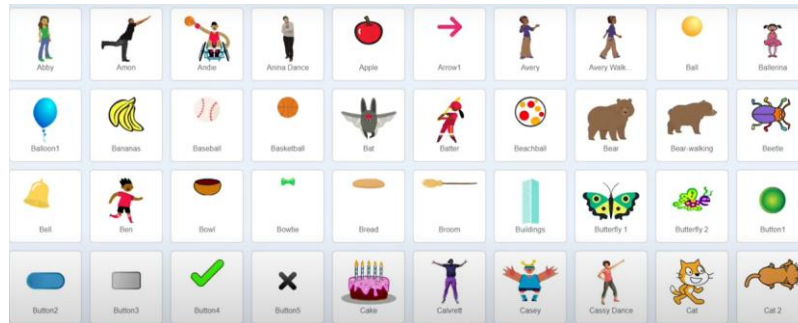 Abby Amon Andie Anina Dance Apple Arrow1 Avery Avery Walk... Ball Ballerina
Balloon1 Bananas Baseball Basketball Bat Batter Beachball Bear Bear-walking Beetle
Bell Ben Bowl Bowtie Bread Broom Buildings Butterfly 1 Butterfly 2 Button1
Button2 Button3 Button4 Button5 Cake Calvrett Casey Cassy Dance Cat Cat 2